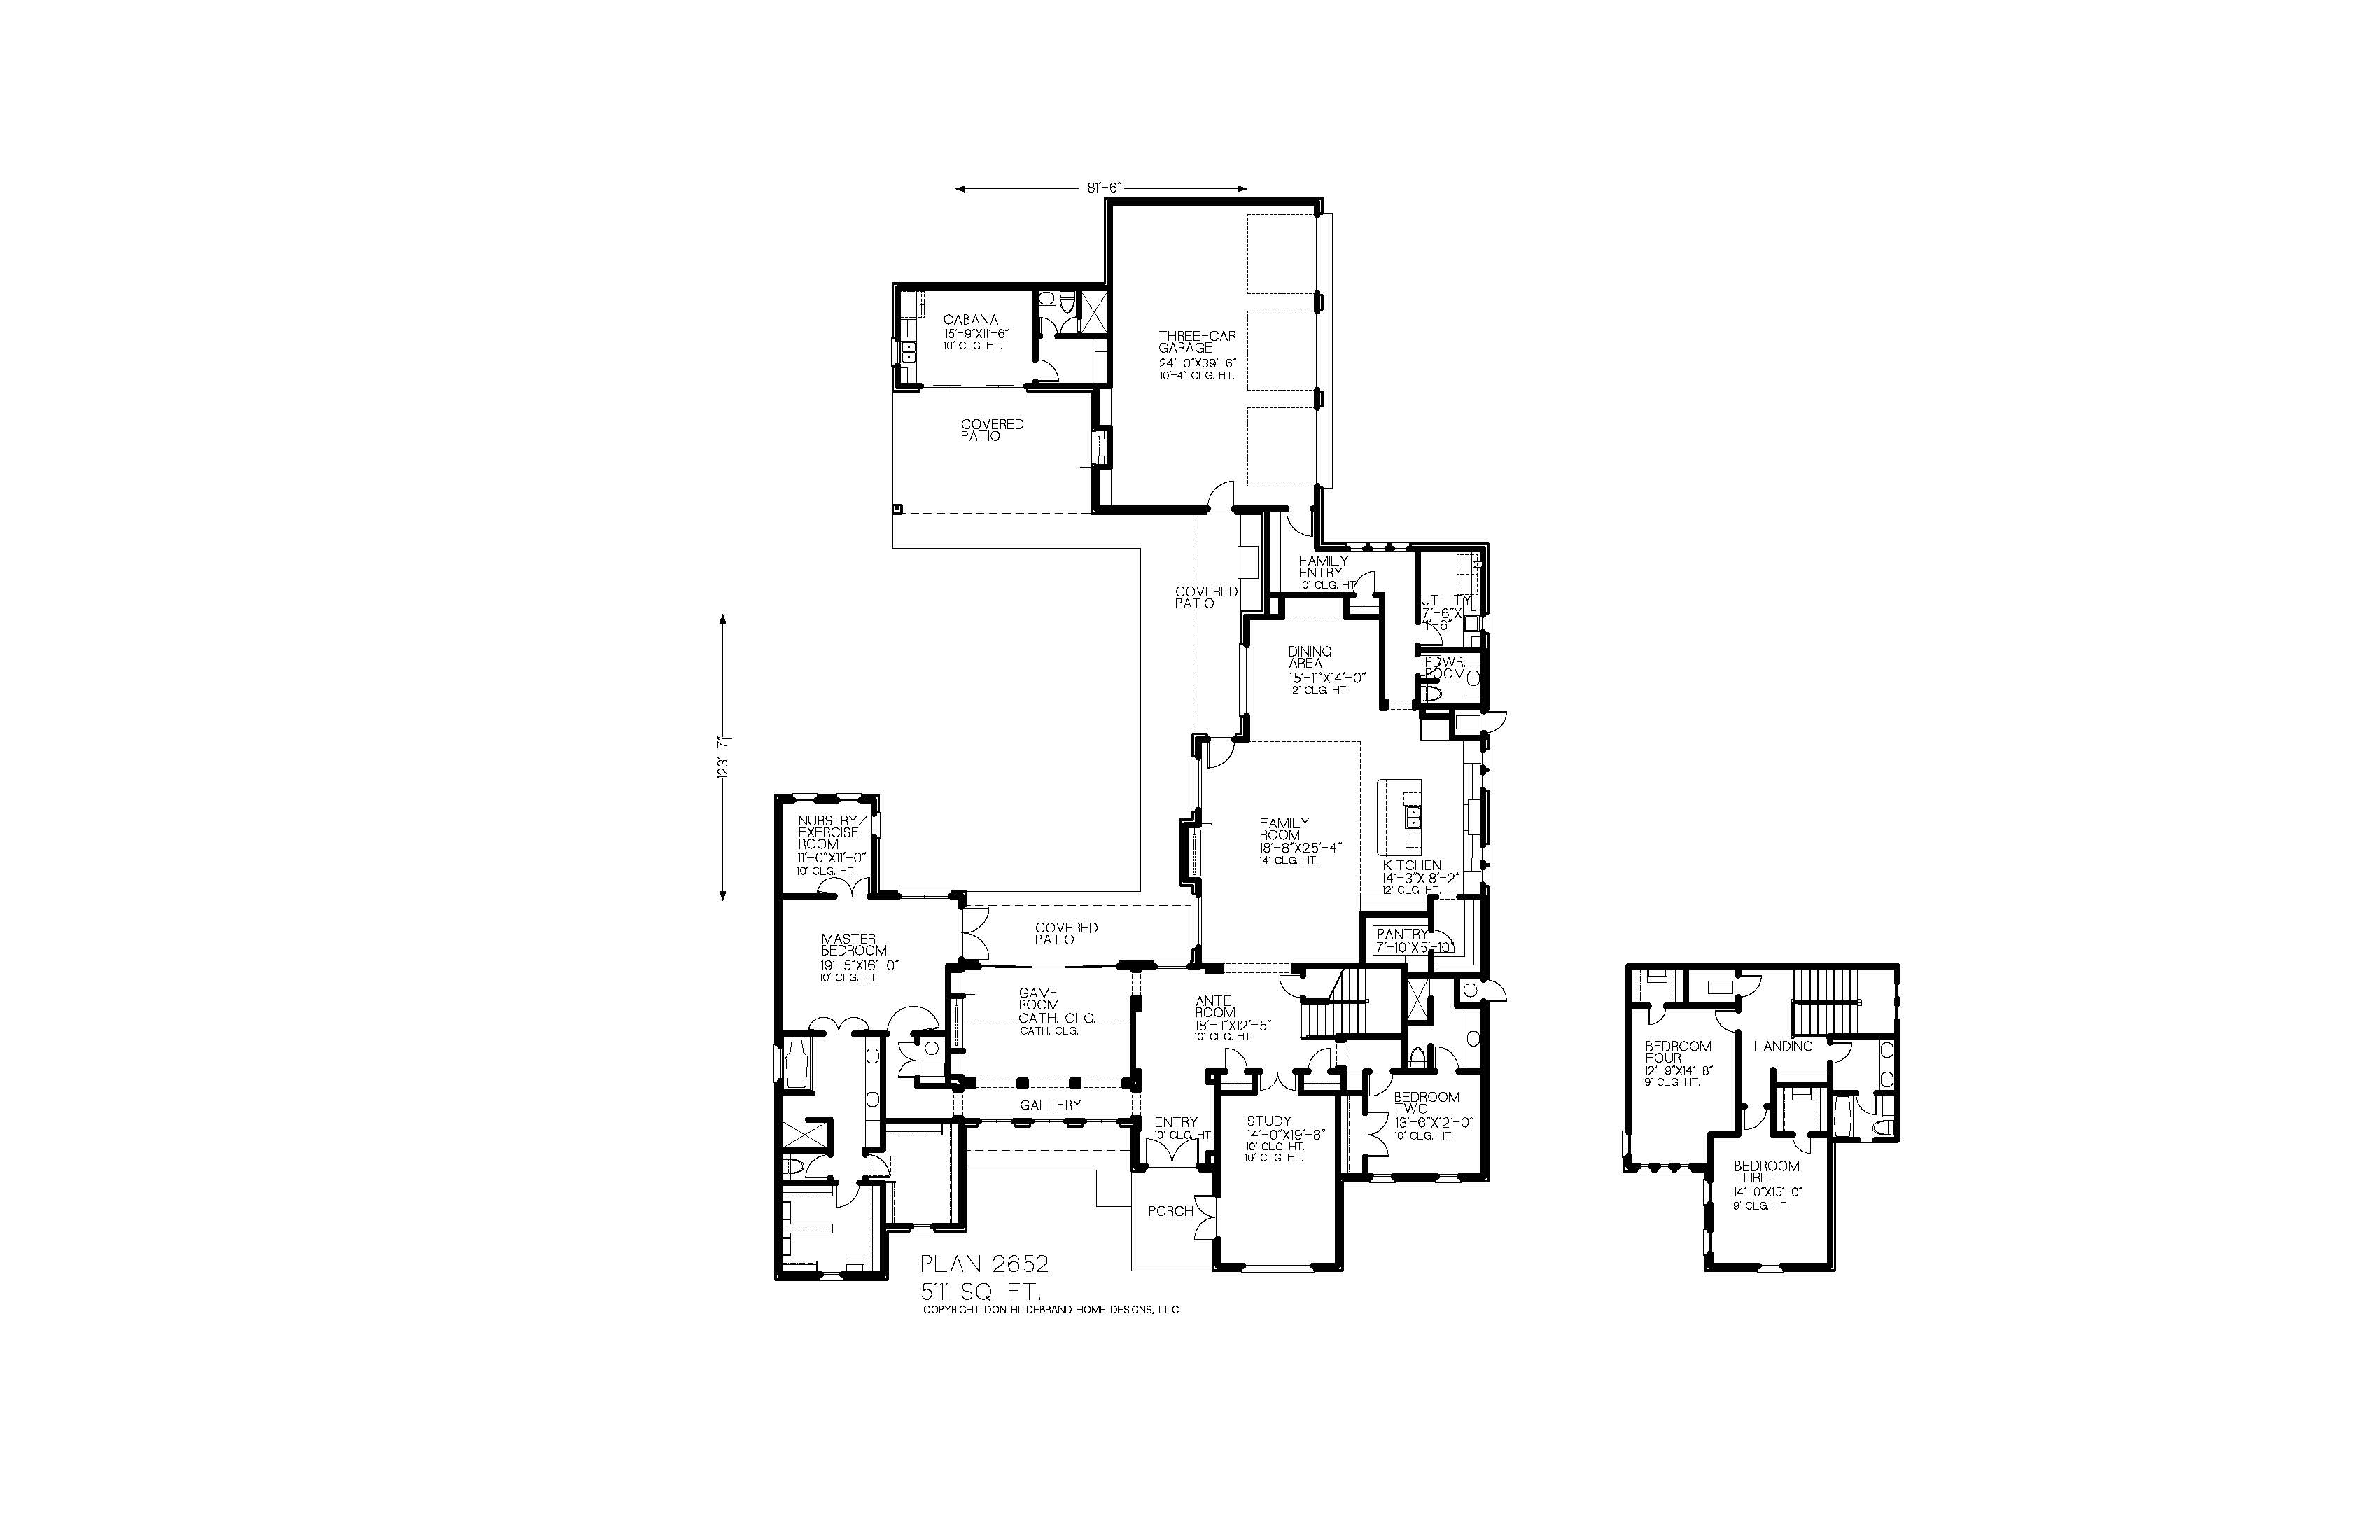 81'-6"
CABANA
15'-9"X11'-6"
10' CLG. HT.
THREE-CAR
GARAGE
24'-0"X39'-6"
10'-4" CLG. HT.
COVERED
PATIO
FAMILY
ENTRY
10' CLG. HT.
COVERED
PATIO
UTILITY
7'-6"X
11'-6"
DINING
AREA
15'-11"X14'-0"
12' CLG. HT.
PDWR.
ROOM
123'-7"
NURSERY/
EXERCISE
ROOM
11'-0"X11'-0"
10' CLG. HT.
FAMILY
ROOM
18'-8"X25'-4"
14' CLG. HT.
KITCHEN
14'-3"X18'-2"
12' CLG. HT.
MASTER
BEDROOM
19'-5"X16'-0"
10' CLG. HT.
COVERED
PATIO
PANTRY
7'-10"X5'-10"
GAME
ROOM
CATH. CLG.
CATH. CLG.
ANTE
ROOM
18'-11"X12'-5"
10' CLG. HT.
GALLERY
ENTRY
10' CLG. HT.
STUDY
14'-0"X19'-8"
10' CLG. HT.
10' CLG. HT.
BEDROOM
TWO
13'-6"X12'-0"
10' CLG. HT.
PORCH
BEDROOM
FOUR
12'-9"X14'-8"
9' CLG. HT.
LANDING
BEDROOM
THREE
14'-0"X15'-0"
9' CLG. HT.
PLAN 2652
5111 SQ. FT.
COPYRIGHT DON HILDEBRAND HOME DESIGNS, LLC